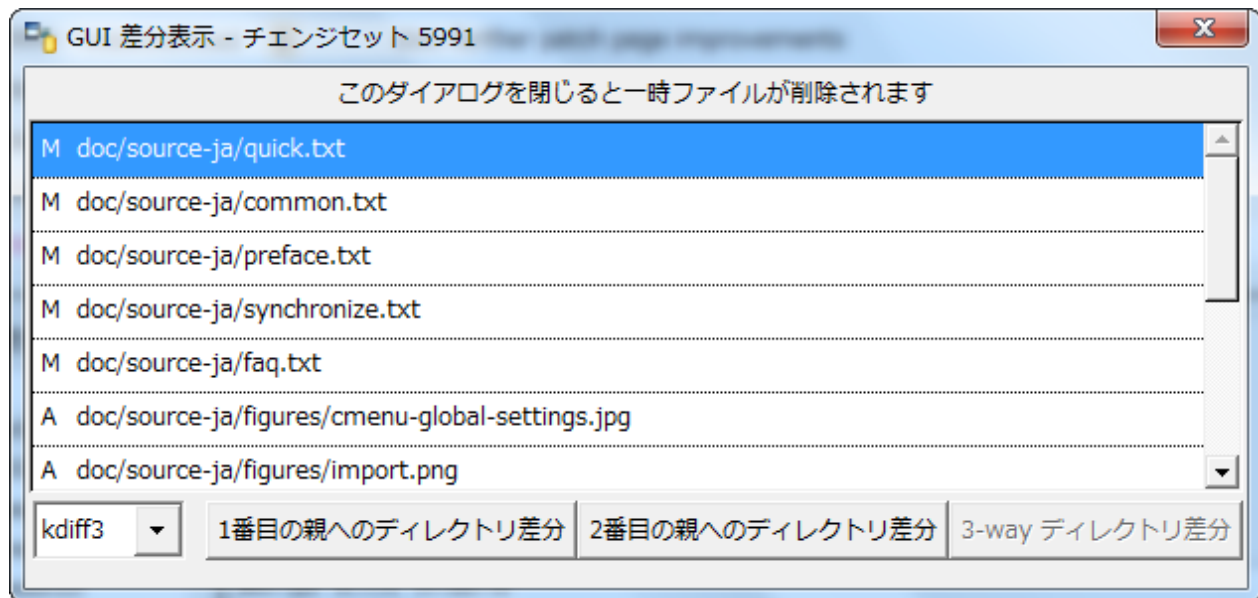 GUI 差分表示 - チェンジセット 5991
このダイアログを閉じると一時ファイルが削除されます
M doc/source-ja/quick.txt
M doc/source-ja/common.txt
M doc/source-ja/preface.txt
M doc/source-ja/synchronize.txt
M doc/source-ja/faq.txt
A doc/source-ja/figures/cmenu-global-settings.jpg
A doc/source-ja/figures/import.png
kdiff3 1番目の親へのディレクトリ差分 2番目の親へのディレクトリ差分 3-way ディレクトリ差分